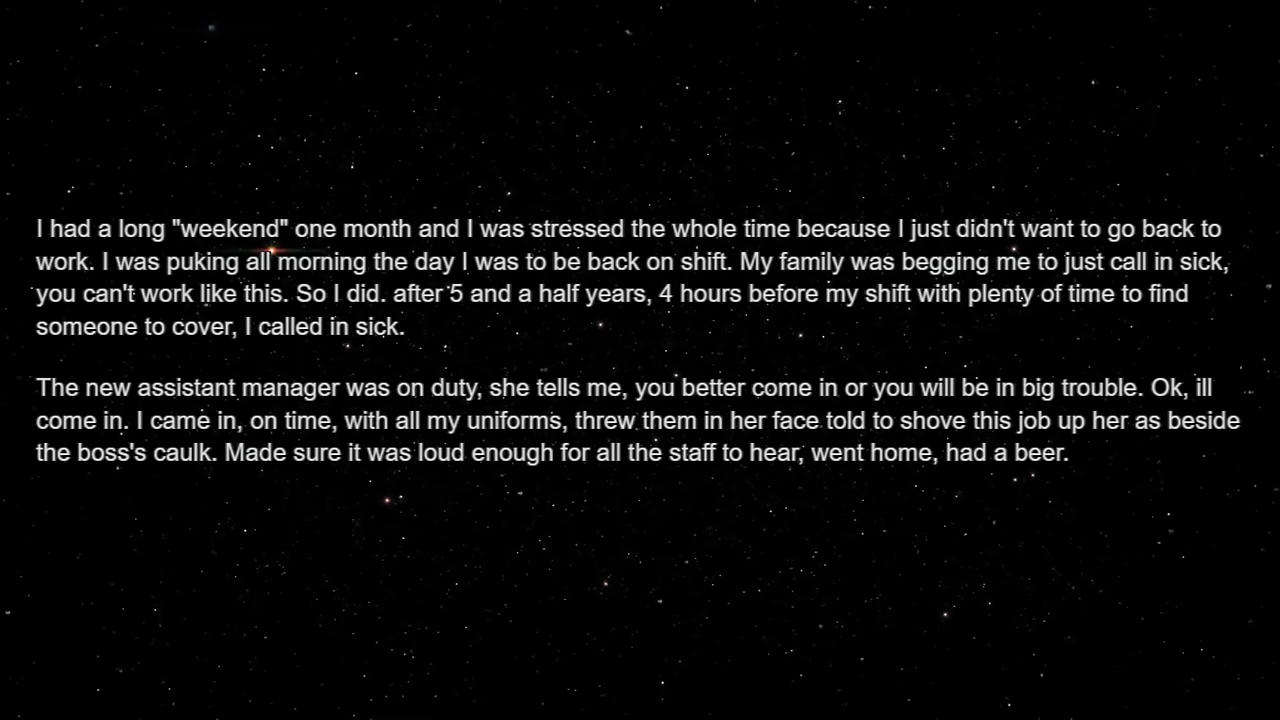 I had a long "weekend" one month and I was stressed the whole time because I just didn't want to go back to
work. I was puking all morning the day I was to be back on shift. My family was begging me to just call in sick,
you can't work like this. So I did. after 5 and a half years, 4 hours before my shift with plenty of time to find
someone to cover, I called in sick.
The new assistant manager was on duty, she tells me, you better come in or you will be in big trouble. Ok, ill
come in. I came in, on time, with all my uniforms, threw them in her face told to shove this job up her as beside
the boss's caulk. Made sure it was loud enough for all the staff to hear, went home, had a beer.